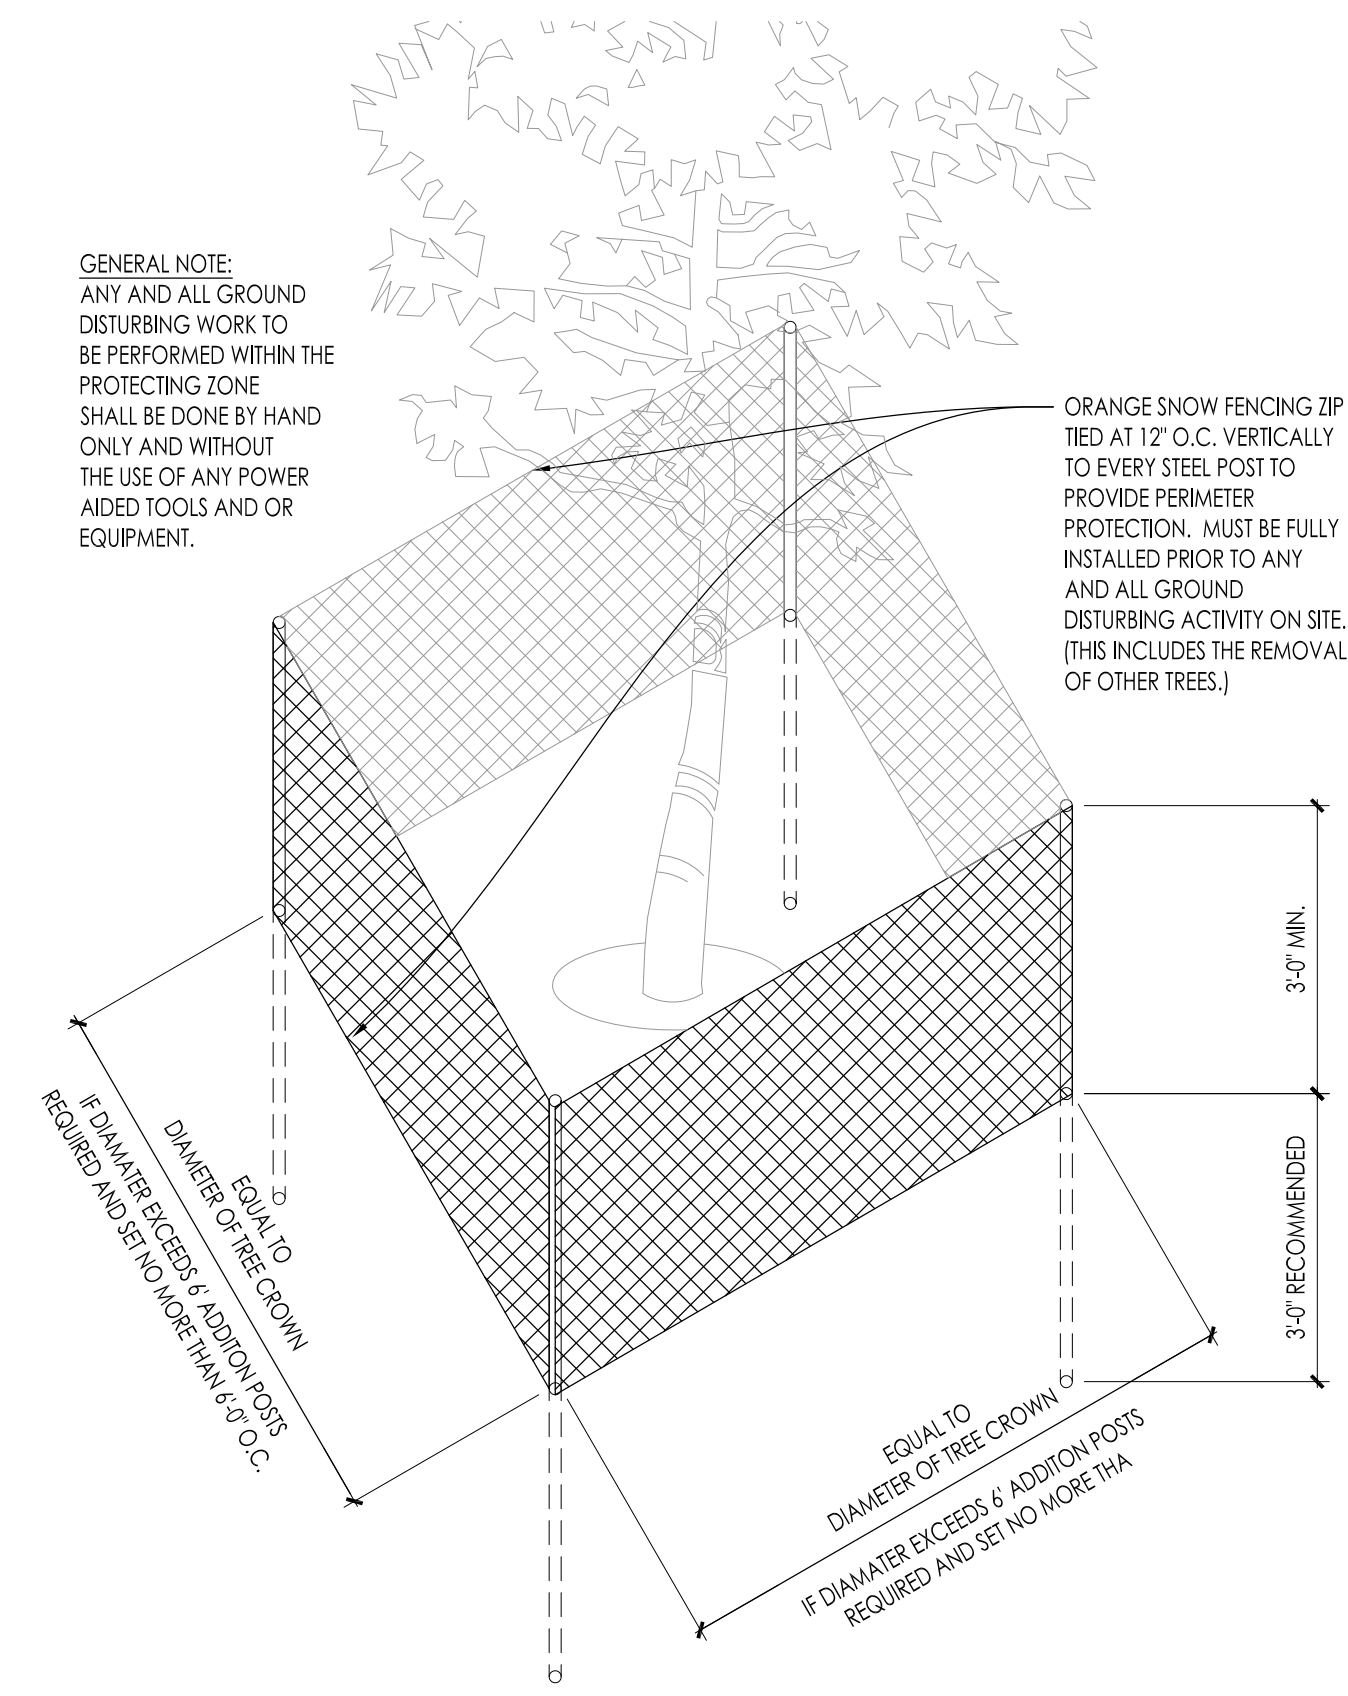 GENERAL NOTE:
ANY AND ALL GROUND
DISTURBING WORK TO
BE PERFORMED WITHIN THE
PROTECTING ZONE
SHALL BE DONE BY HAND
ONLY AND WITHOUT
THE USE OF ANY POWER
AIDED TOOLS AND OR
EQUIPMENT.
ORANGE SNOW FENCING ZIP
TIED AT 12" O.C. VERTICALLY
TO EVERY STEEL POST TO
PROVIDE PERIMETER
PROTECTION. MUST BE FULLY
INSTALLED PRIOR TO ANY
AND ALL GROUND
DISTURBING ACTIVITY ON SITE.
(THIS INCLUDES THE REMOVAL
OF OTHER TREES.)
3'-0" MIN.
3'-0" RECOMMENDED
EQUAL TO
DIAMETER OF TREE CROWN
IF DIAMATER EXCEEDS 6' ADDITON POSTS
REQUIRED AND SET NO MORE THAN 6'-0" O.C.
EQUAL TO
DIAMETER OF TREE CROWN
IF DIAMATER EXCEEDS 6' ADDITON POSTS
REQUIRED AND SET NO MORE THA